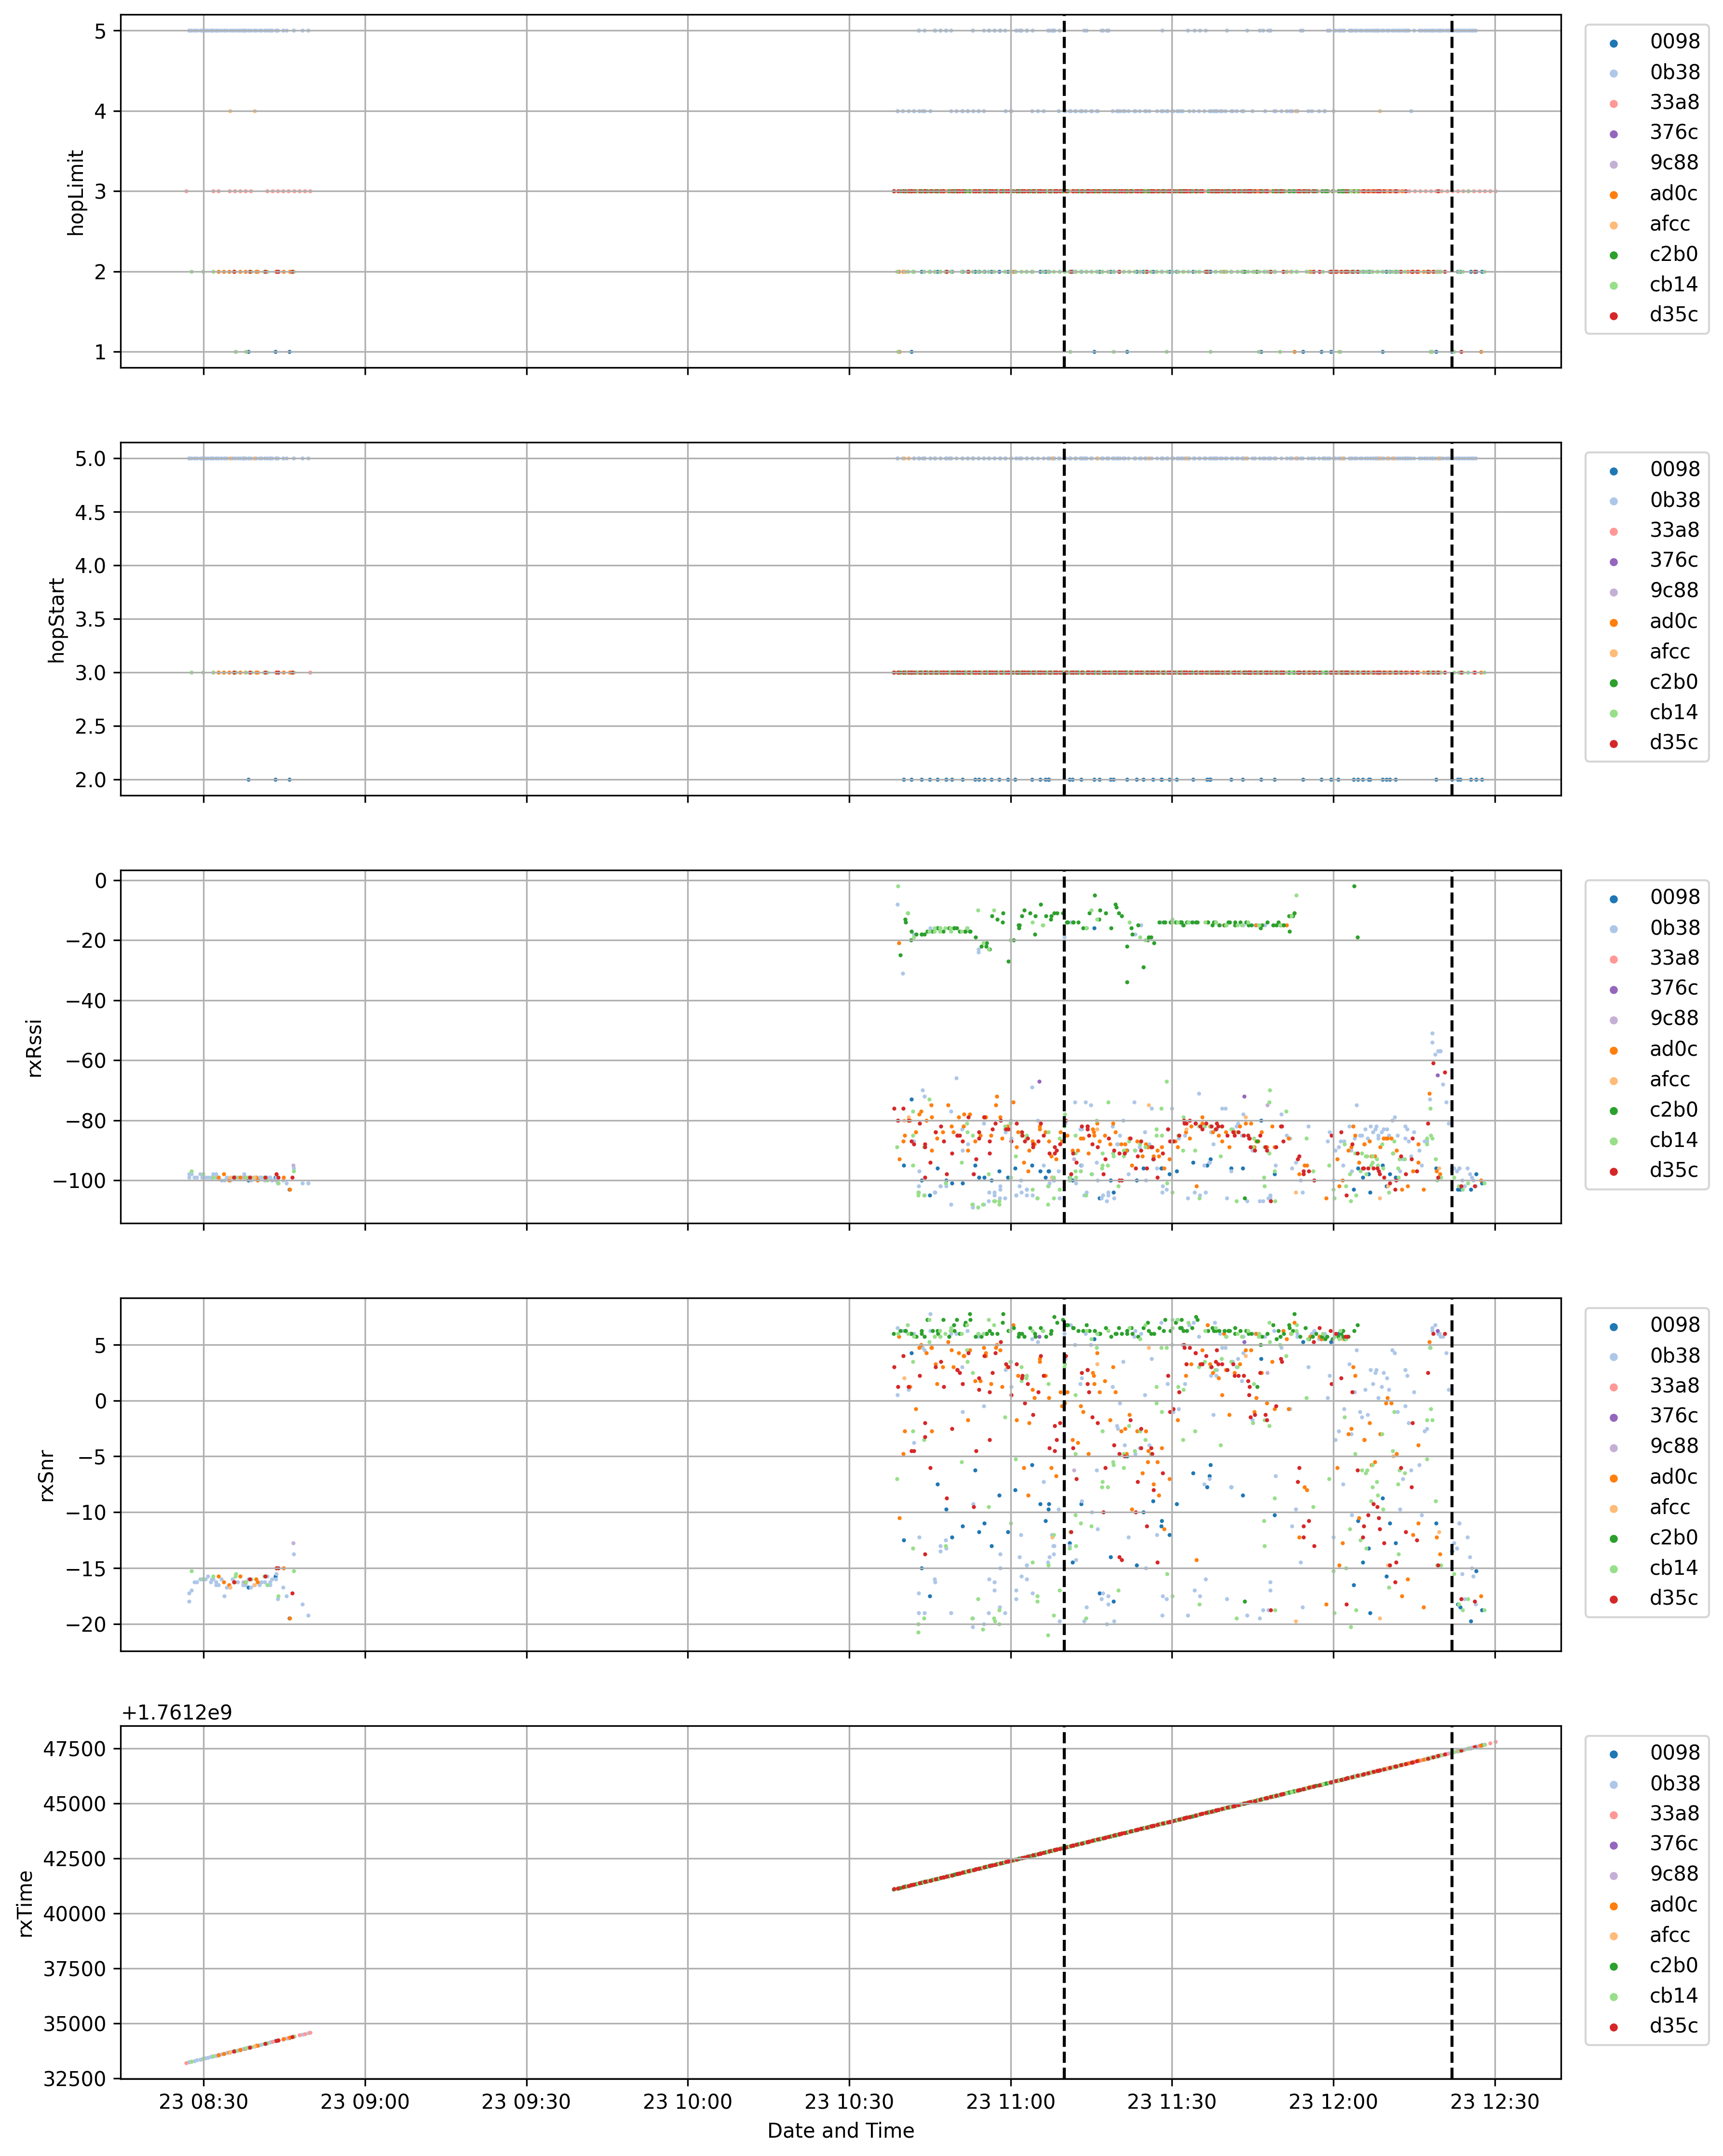 hopLimit
5
4
3
2
1
0098
0b38
33a8
376c
9c88
ad0c
afcc
c2b0
cb14
d35c
hopStart
5.0
4.5
4.0
3.5
3.0
2.5
2.0
0098
0b38
33a8
376c
9c88
ad0c
afcc
c2b0
cb14
d35c
rxRssi
0
−20
−40
−60
−80
−100
0098
0b38
33a8
376c
9c88
ad0c
afcc
c2b0
cb14
d35c
rxSnr
5
0
−5
−10
−15
−20
0098
0b38
33a8
376c
9c88
ad0c
afcc
c2b0
cb14
d35c
+1.7612e9
rxTime
47500
45000
42500
40000
37500
35000
32500
0098
0b38
33a8
376c
9c88
ad0c
afcc
c2b0
cb14
d35c
23 08:30 23 09:00 23 09:30 23 10:00 23 10:30 23 11:00 23 11:30 23 12:00 23 12:30
Date and Time